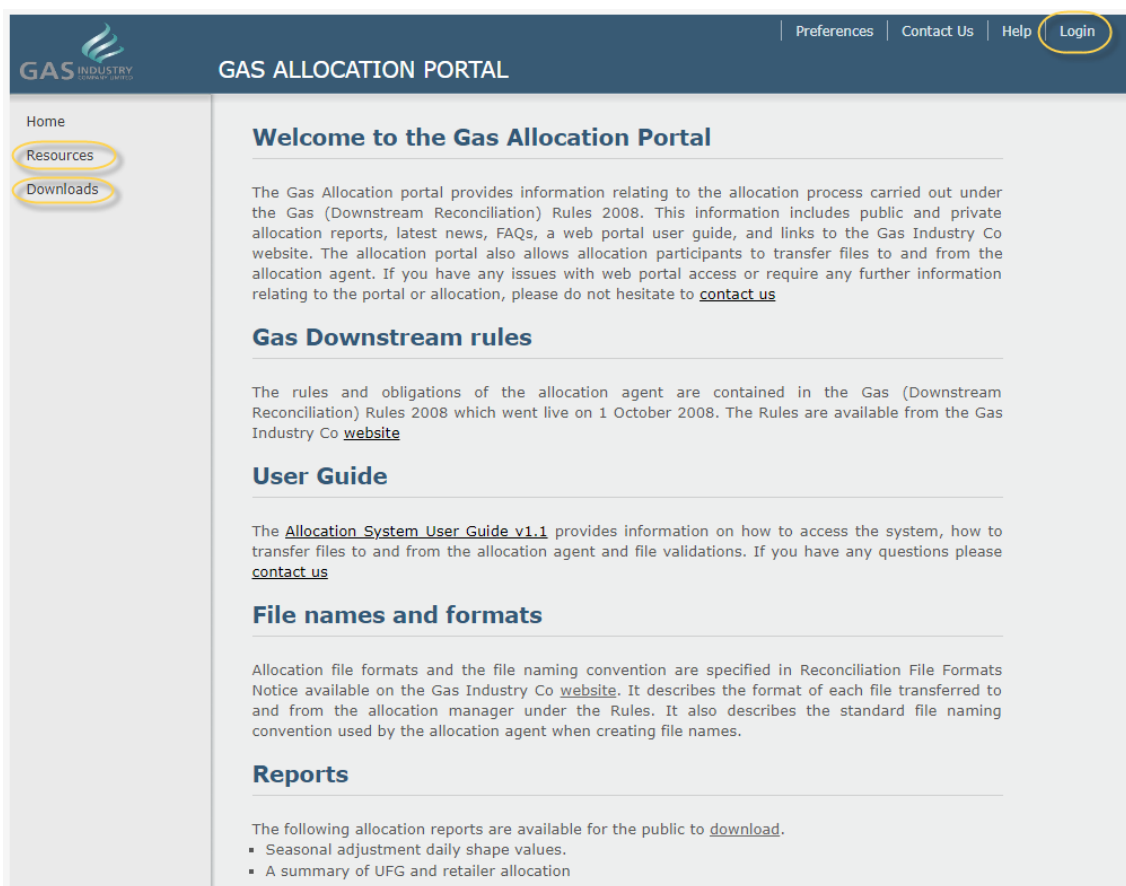 Preferences Contact Us Help Login
GAS INDUSTRY
COMPANY LIMITED
GAS ALLOCATION PORTAL
Home
Resources
Downloads
Welcome to the Gas Allocation Portal
The Gas Allocation portal provides information relating to the allocation process carried out under
the Gas (Downstream Reconciliation) Rules 2008. This information includes public and private
allocation reports, latest news, FAQs, a web portal user guide, and links to the Gas Industry Co
website. The allocation portal also allows allocation participants to transfer files to and from the
allocation agent. If you have any issues with web portal access or require any further information
relating to the portal or allocation, please do not hesitate to contact us
Gas Downstream rules
The rules and obligations of the allocation agent are contained in the Gas (Downstream
Reconciliation) Rules 2008 which went live on 1 October 2008. The Rules are available from the Gas
Industry Co website
User Guide
The Allocation System User Guide v1.1 provides information on how to access the system, how to
transfer files to and from the allocation agent and file validations. If you have any questions please
contact us
File names and formats
Allocation file formats and the file naming convention are specified in Reconciliation File Formats
Notice available on the Gas Industry Co website. It describes the format of each file transferred to
and from the allocation manager under the Rules. It also describes the standard file naming
convention used by the allocation agent when creating file names.
Reports
The following allocation reports are available for the public to download.
▪ Seasonal adjustment daily shape values.
▪ A summary of UFG and retailer allocation